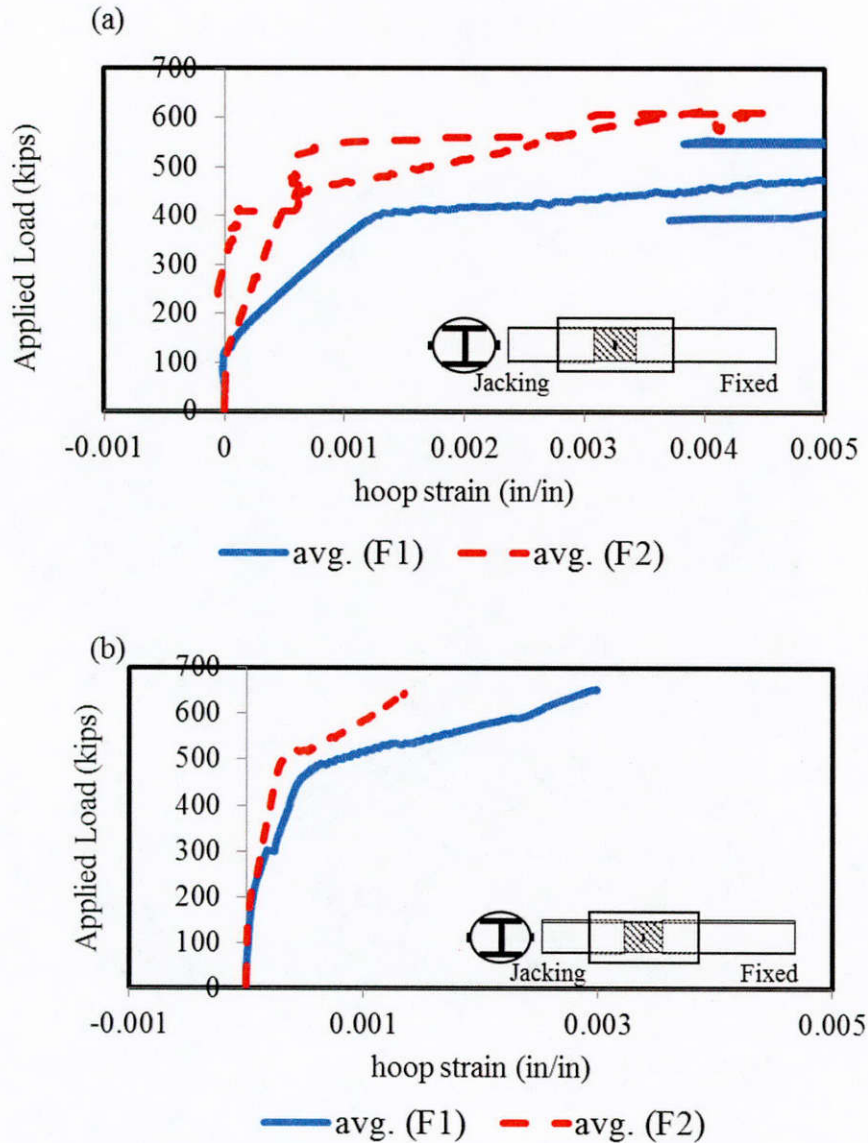 (a)
700
600
500
400
300
200
100
0
Applied Load (kips)
Jacking Fixed
-0.001 0 0.001 0.002 0.003 0.004 0.005
hoop strain (in/in)
avg. (F1) avg. (F2)
(b)
700
600
500
400
300
200
100
0
Applied Load (kips)
Jacking Fixed
-0.001 0.001 0.003 0.005
hoop strain (in/in)
avg. (F1) avg. (F2)